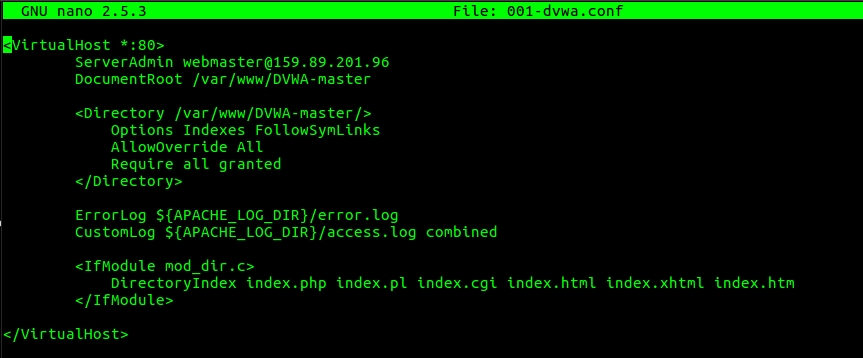 GNU nano 2.5.3 File: 001-dvwa.conf
<VirtualHost *:80>
ServerAdmin webmaster@159.89.201.96
DocumentRoot /var/www/DVWA-master
<Directory /var/www/DVWA-master/>
Options Indexes FollowSymLinks
AllowOverride All
Require all granted
</Directory>
ErrorLog ${APACHE_LOG_DIR}/error.log
CustomLog ${APACHE_LOG_DIR}/access.log combined
<IfModule mod_dir.c>
DirectoryIndex index.php index.pl index.cgi index.html index.xhtml index.htm
</IfModule>
</VirtualHost>